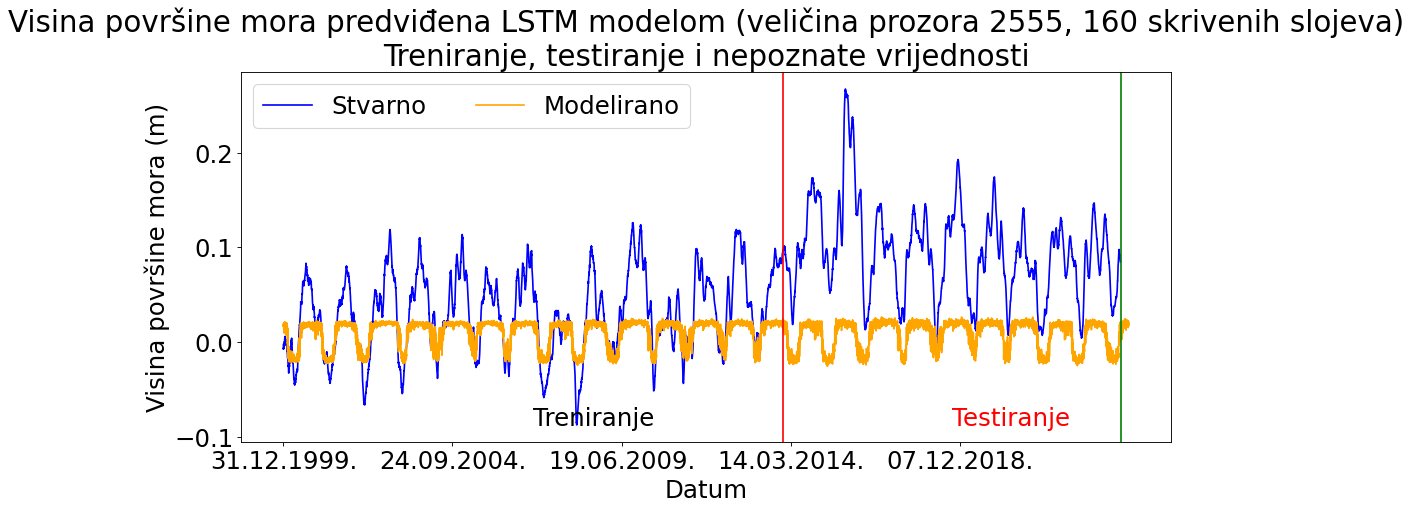 Visina površine mora predviđena LSTM modelom (veličina prozora 2555, 160 skrivenih slojeva)
Treniranje, testiranje i nepoznate vrijednosti
Stvarno
Modelirano
Visina površine mora (m)
0.2
0.1
0.0
−0.1
Treniranje
Testiranje
31.12.1999.
24.09.2004.
19.06.2009.
14.03.2014.
07.12.2018.
Datum